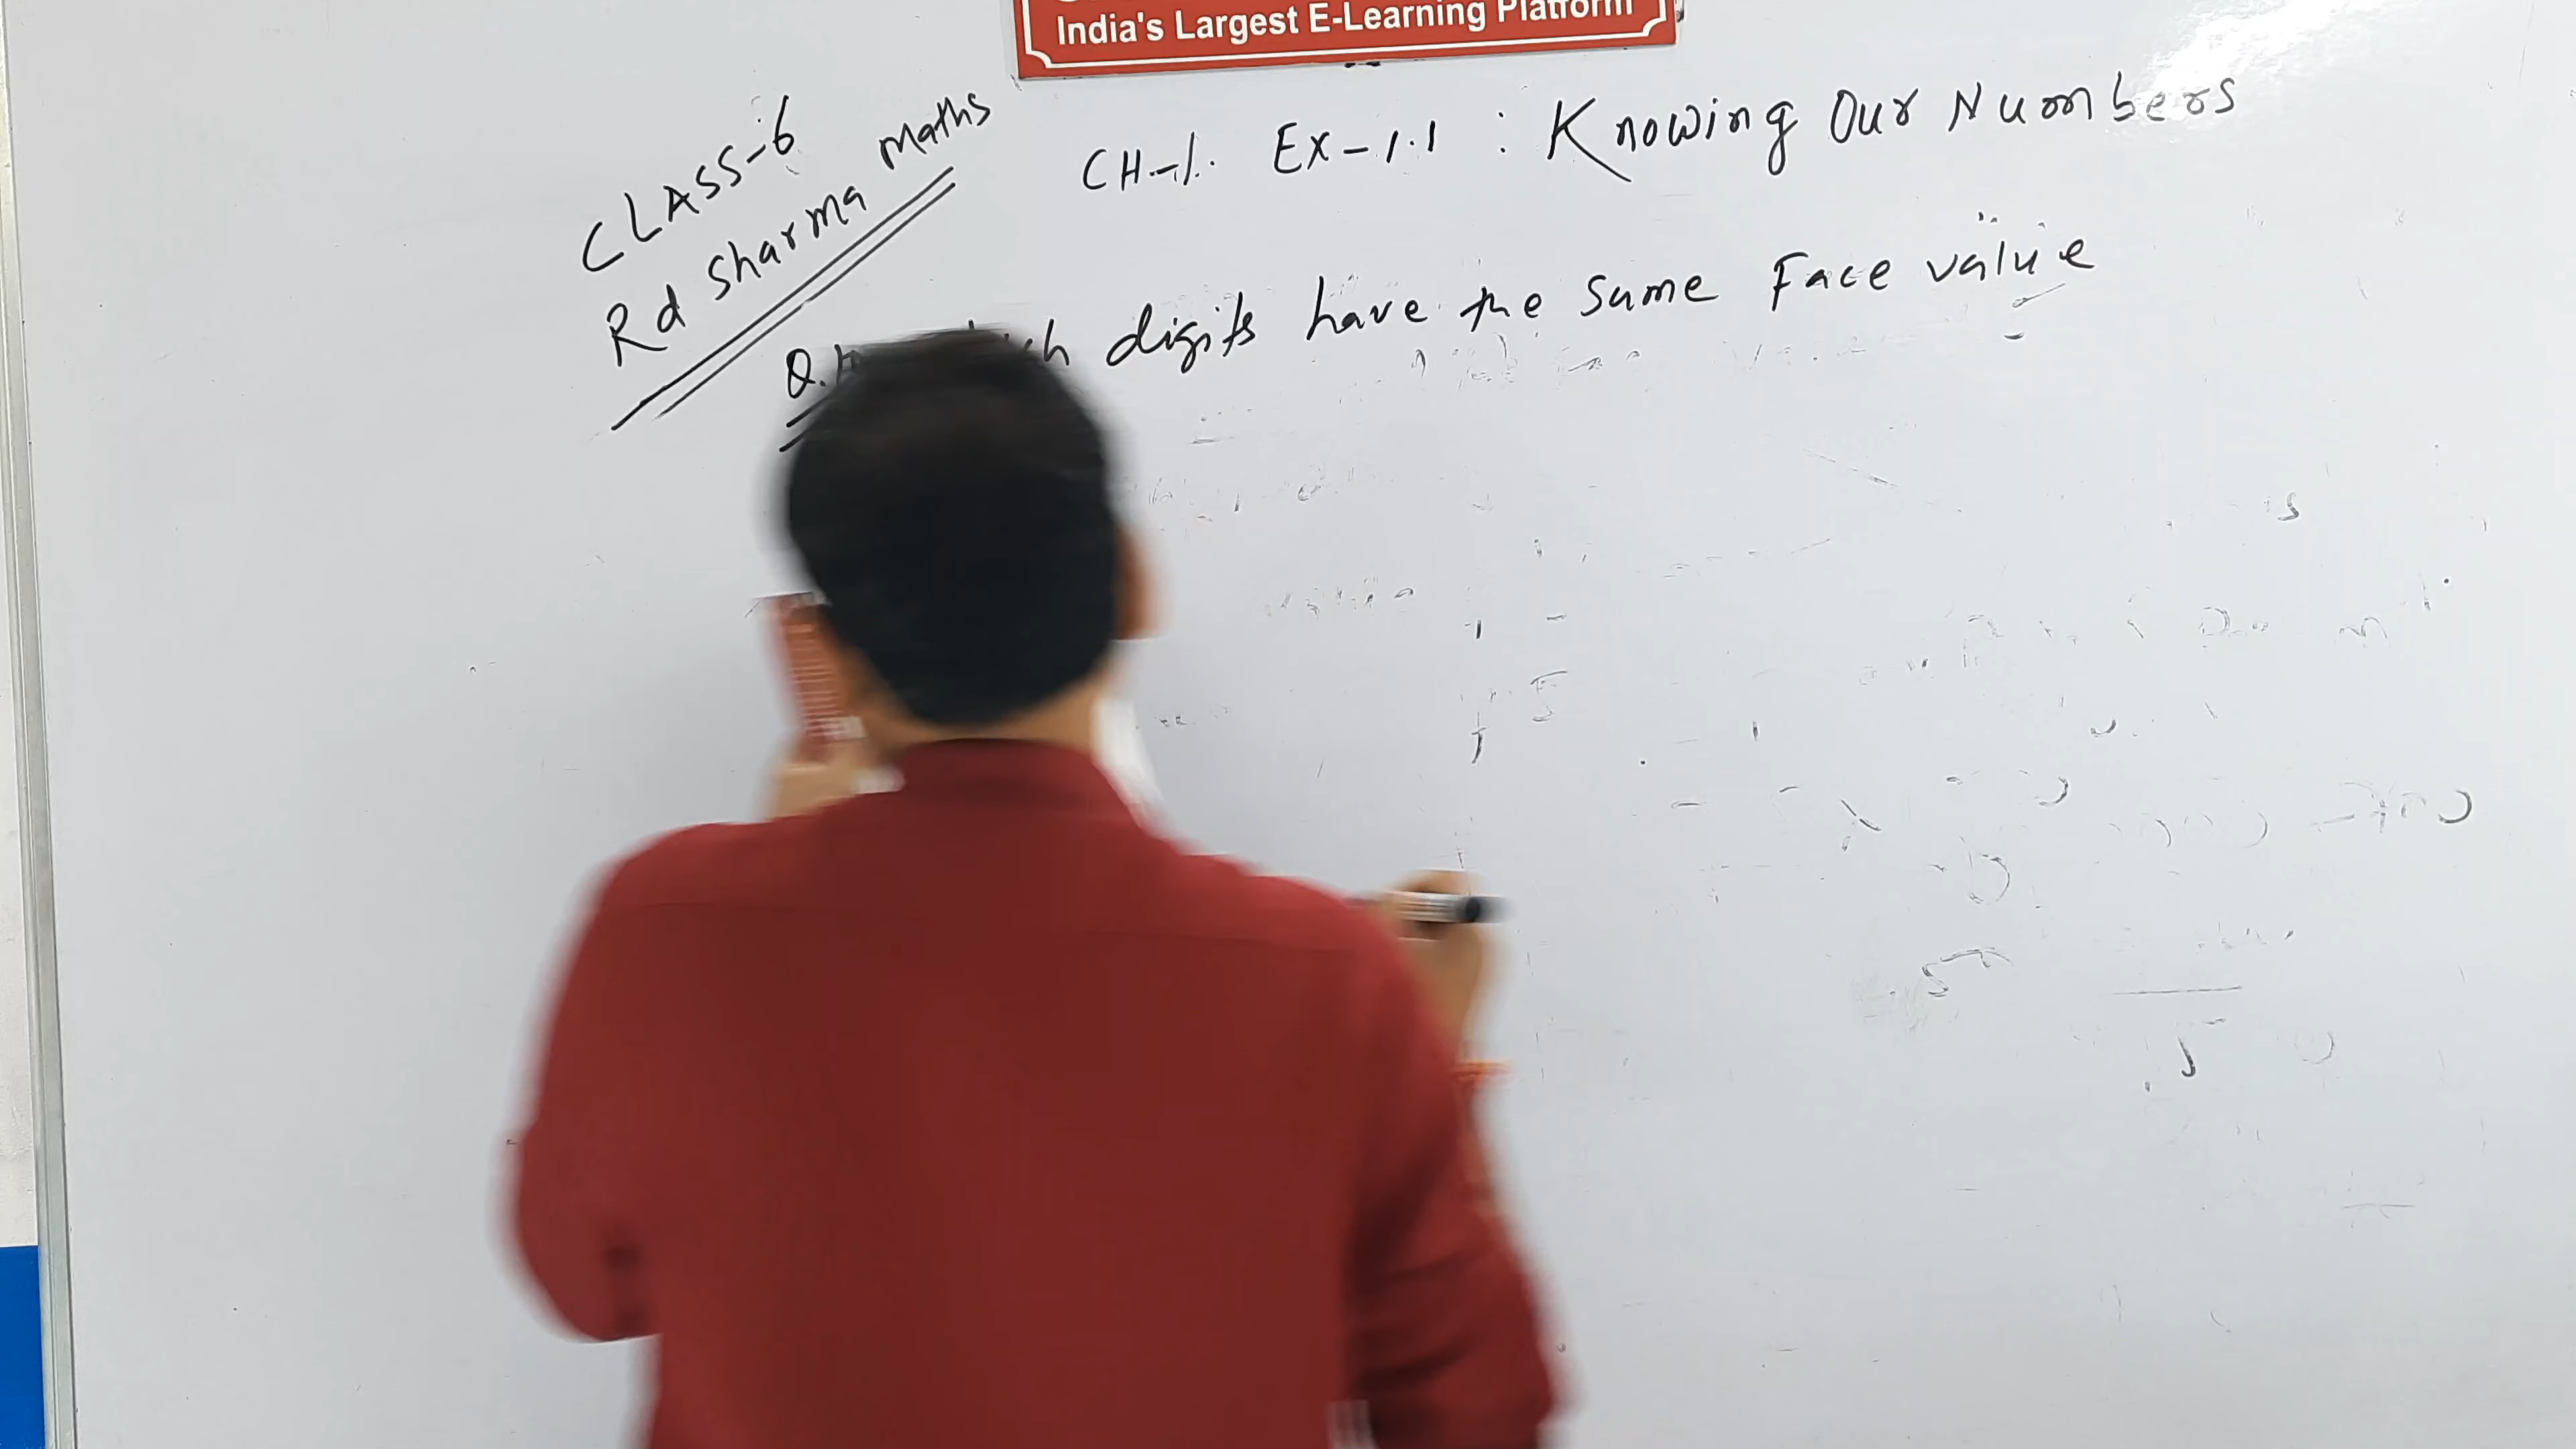 India's Largest E-Learning Platform
CLASS-6
Rd Sharma Maths
CH-1. Ex-1.1 : Knowing Our Numbers
digits have the same Face value